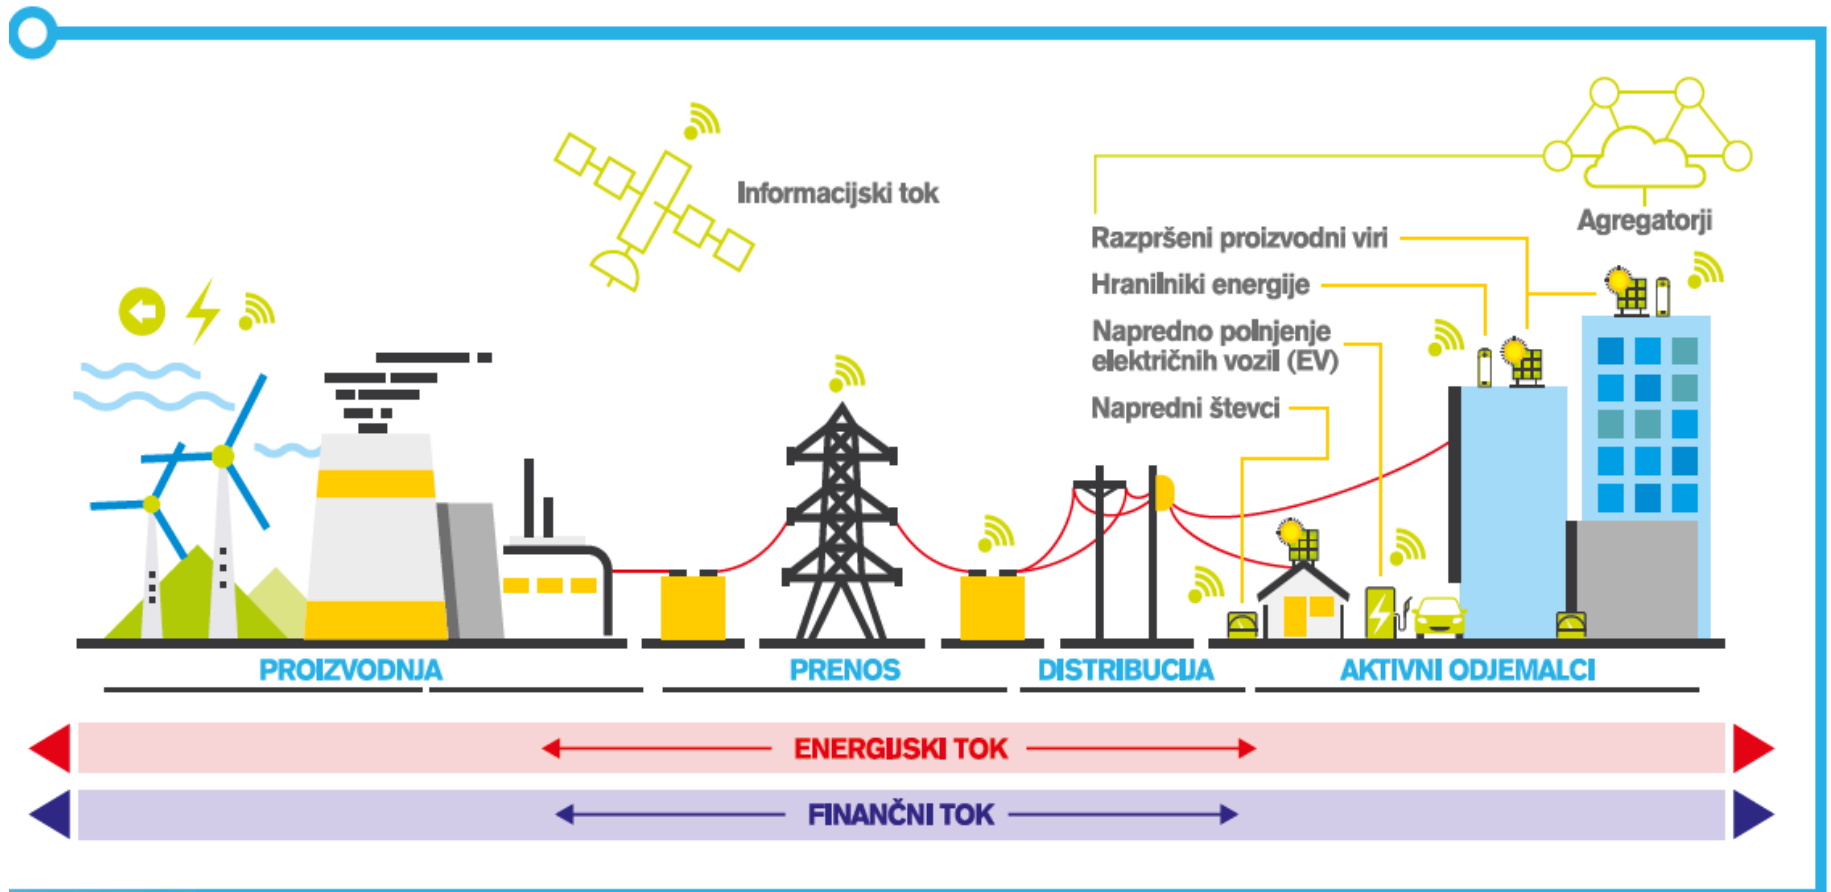 Informacijski tok
Agregatorji
Razpršeni proizvodni viri
Hranilniki energije
Napredno polnjenje
električnih vozil (EV)
Napredni števci
PROIZVODNJA
PRENOS
DISTRIBUCIJA
AKTIVNI ODJEMALCI
ENERGIJSKI TOK
FINANČNI TOK